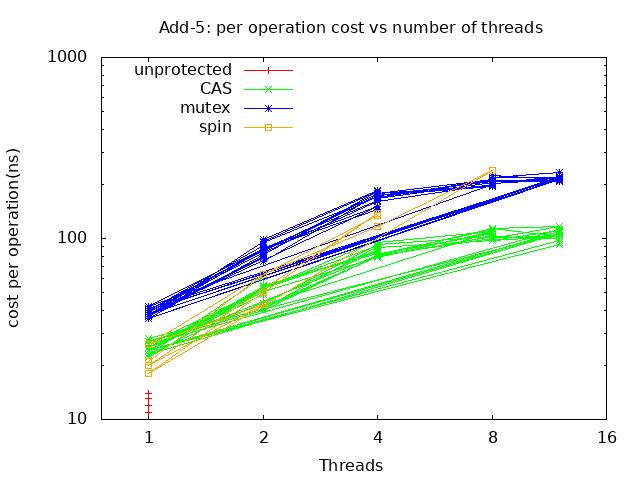 Add-5: per operation cost vs number of threads
1000
100
10
cost per operation(ns)
unprotected
CAS
mutex
spin
1 2 4 8 16
Threads